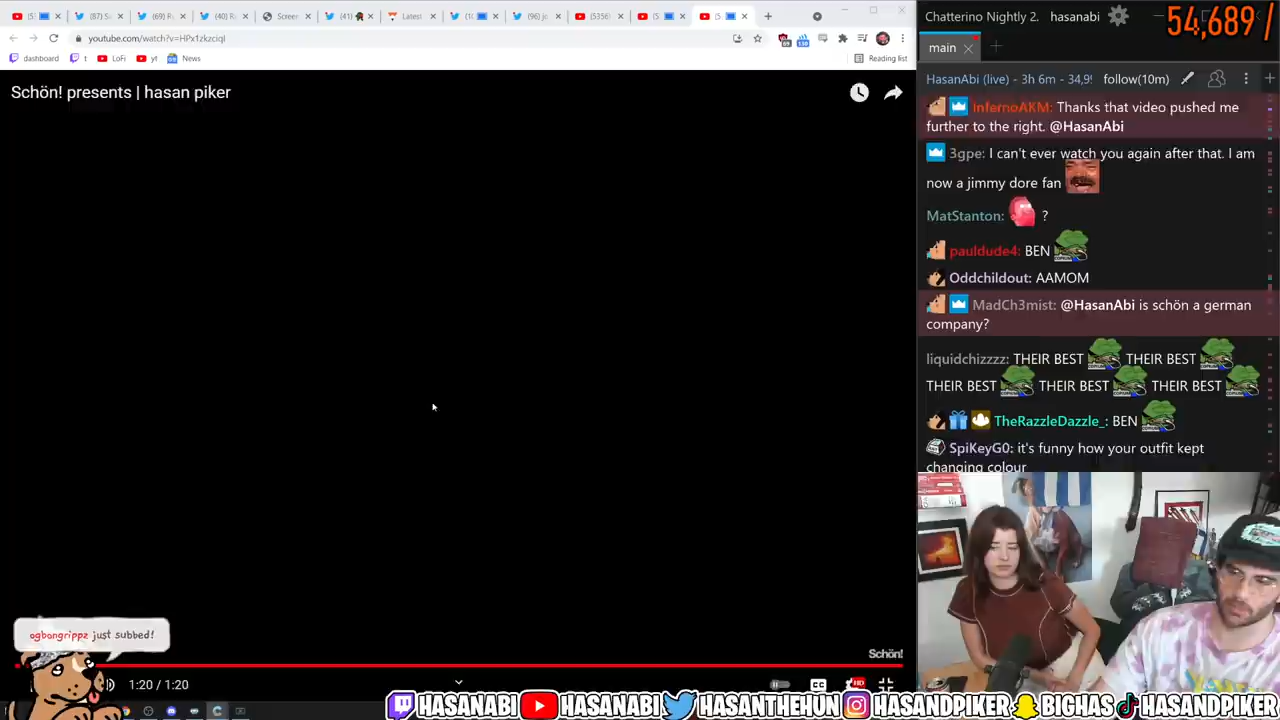 Chatterino Nightly 2. hasanabi
54,689 /
youtube.com/watch?v=HPx1zkzciqI
main
dashboard
t
LoFi
yt
News
Reading list
HasanAbi (live) - 3h 6m - 34,9 follow(10m)
Schön! presents | hasan piker
InfernoAKM: Thanks that video pushed me
further to the right. @HasanAbi
3gpe: I can't ever watch you again after that. I am
now a jimmy dore fan
MatStanton: ?
pauldude4: BEN
Oddchildout: AAMOM
MadCh3mist: @HasanAbi is schön a german
company?
liquidchizzzz: THEIR BEST THEIR BEST
THEIR BEST THEIR BEST THEIR BEST
TheRazzleDazzle_: BEN
SpiKeyG0: it's funny how your outfit kept
changing colour
ogbongrippz just subbed!
Schön!
1:20 / 1:20
CC
HD
HASANABI HASANABI HASANTHEHUN HASANDPIKER BIGHAS HASANDPIKER